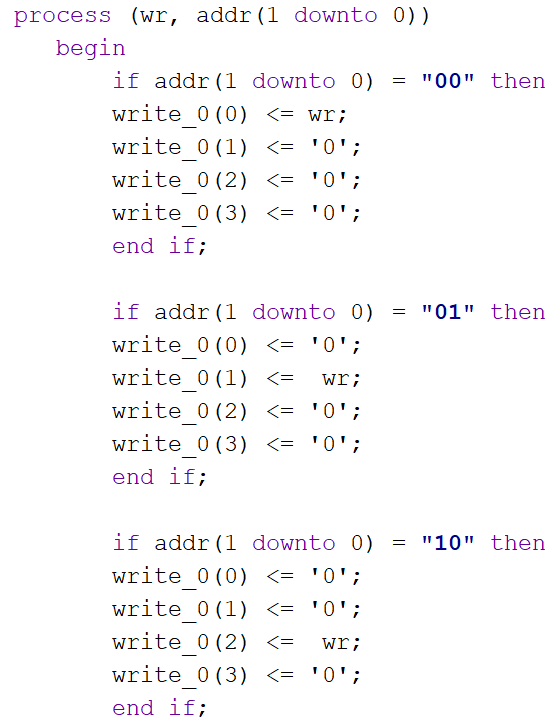 process (wr, addr(1 downto 0))
begin
if addr(1 downto 0) = "00" then
write_0(0) <= wr;
write_0(1) <= '0';
write_0(2) <= '0';
write_0(3) <= '0';
end if;
if addr(1 downto 0) = "01" then
write_0(0) <= '0';
write_0(1) <=  wr;
write_0(2) <= '0';
write_0(3) <= '0';
end if;
if addr(1 downto 0) = "10" then
write_0(0) <= '0';
write_0(1) <= '0';
write_0(2) <=  wr;
write_0(3) <= '0';
end if;